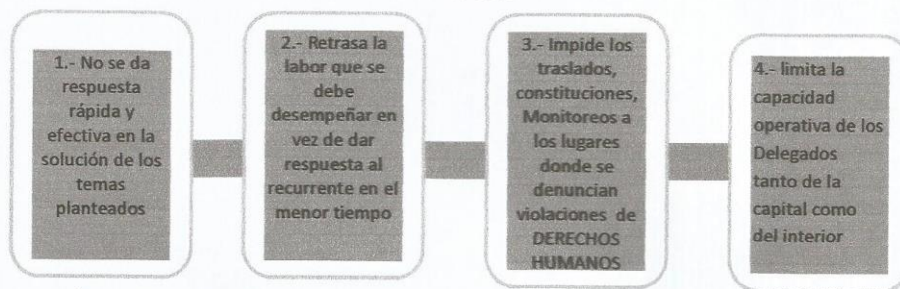 1.- No se da
respuesta
rápida y
efectiva en la
solución de los
temas
planteados
2.- Retrasa la
labor que se
debe
desempeñar en
vez de dar
respuesta al
recurrente en el
menor tiempo
3.- Impide los
traslados,
constituciones,
Monitoreos a
los lugares
donde se
denuncian
violaciones de
DERECHOS
HUMANOS
4.- limita la
capacidad
operativa de los
Delegados
tanto de la
capital como
del interior